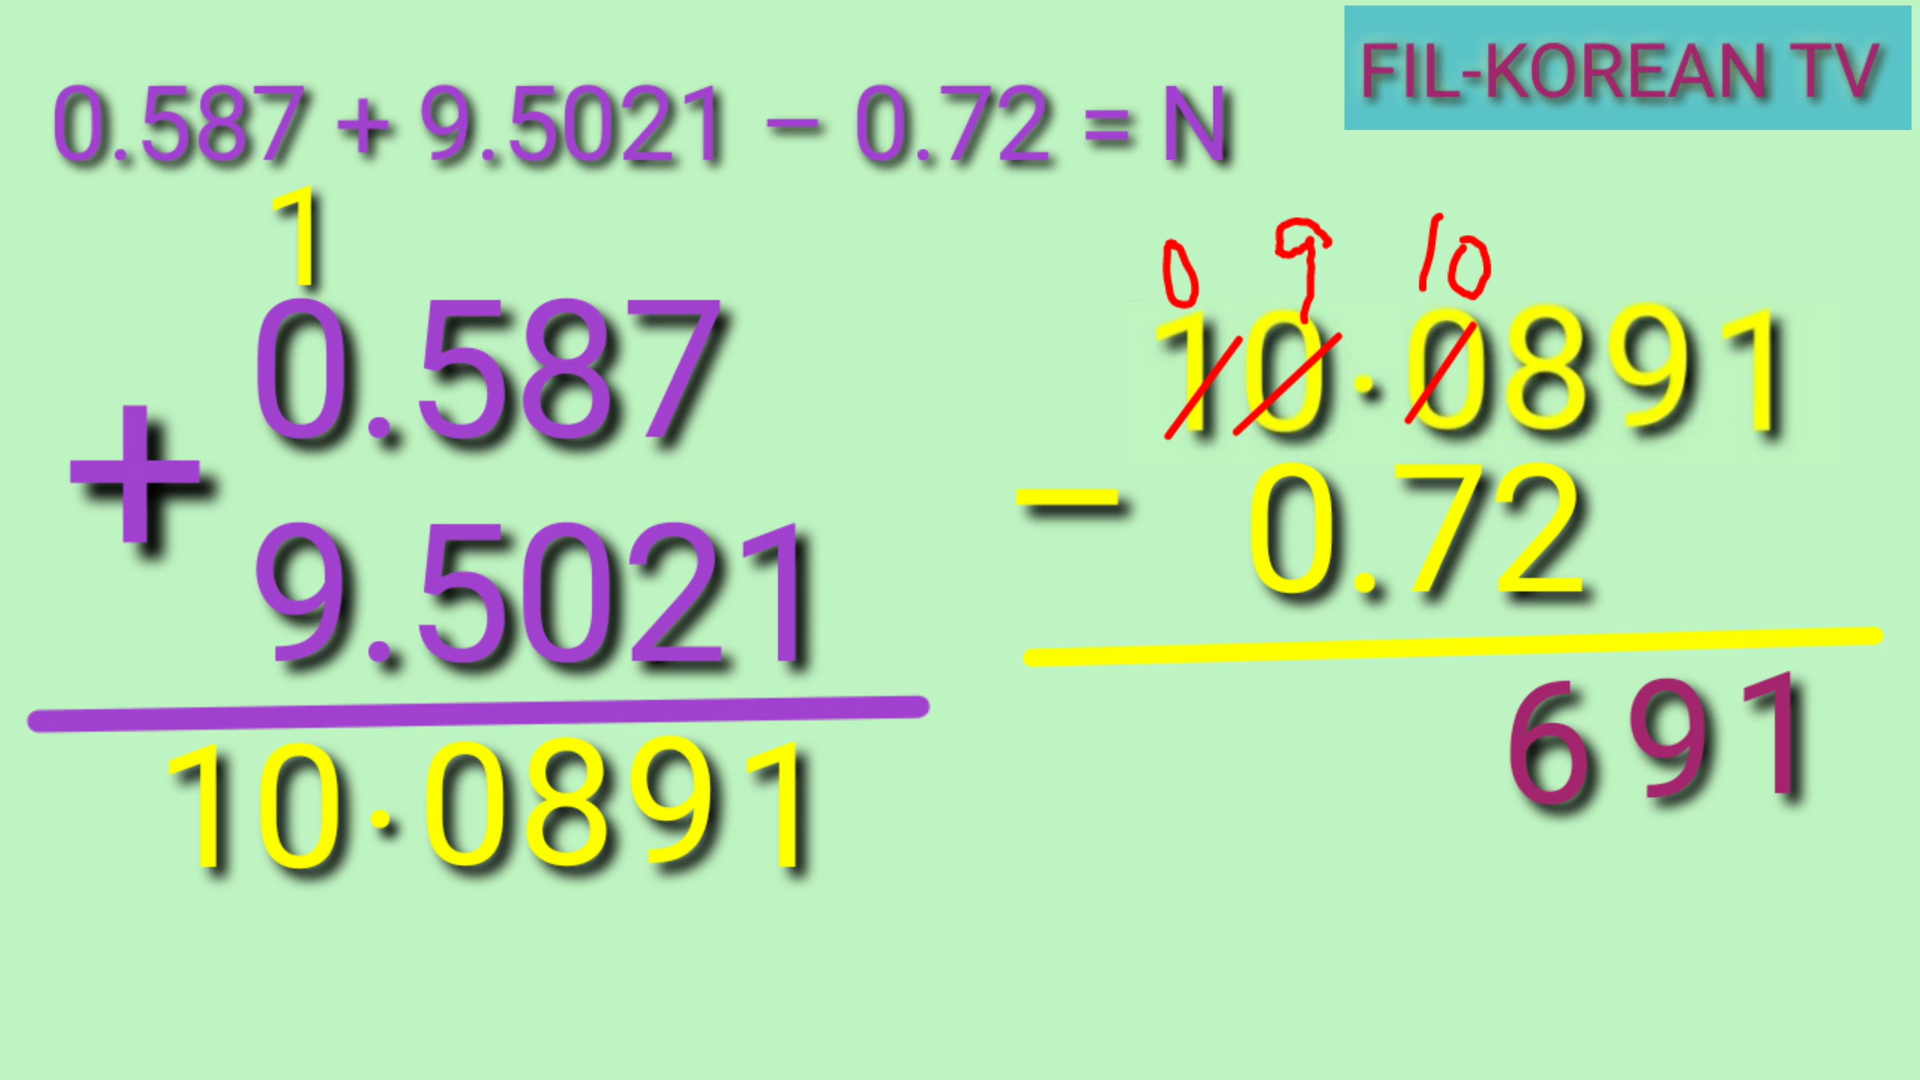 FIL-KOREAN TV
0.587 + 9.5021 – 0.72 = N
1
0.587
+
9.5021
10.0891
0 9 10
10.0891
– 0.72
691